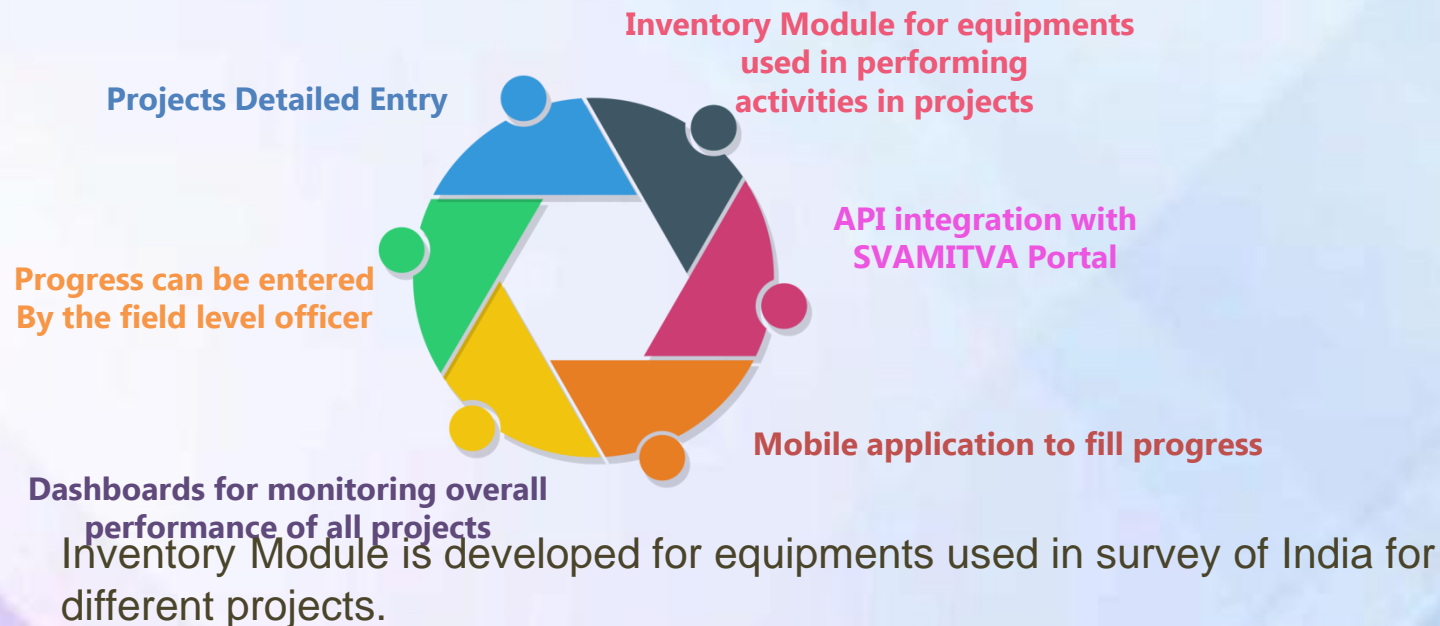 Inventory Module for equipments
used in performing
activities in projects
Projects Detailed Entry
API integration with
SVAMITVA Portal
Progress can be entered
By the field level officer
Mobile application to fill progress
Dashboards for monitoring overall
performance of all projects
Inventory Module is developed for equipments used in survey of India for
different projects.